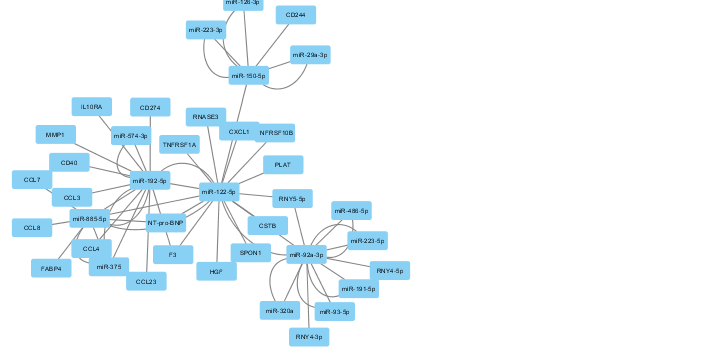 miR-126-3p
CD244
miR-223-3p
miR-29a-3p
miR-150-5p
IL10RA
CD274
RNASE3
CXCL1
NFRSF10B
MMP1
miR-574-3p
TNFRSF1A
CD40
PLAT
CCL7
miR-192-5p
miR-122-5p
CCL3
RNY5-5p
miR-486-5p
miR-885-5p
NT-pro-BNP
CSTB
CCL8
miR-223-5p
CCL4
F3
SPON1
miR-92a-3p
FABP4
miR-375
HGF
RNY4-5p
CCL23
miR-191-5p
miR-320a
miR-93-5p
RNY4-3p